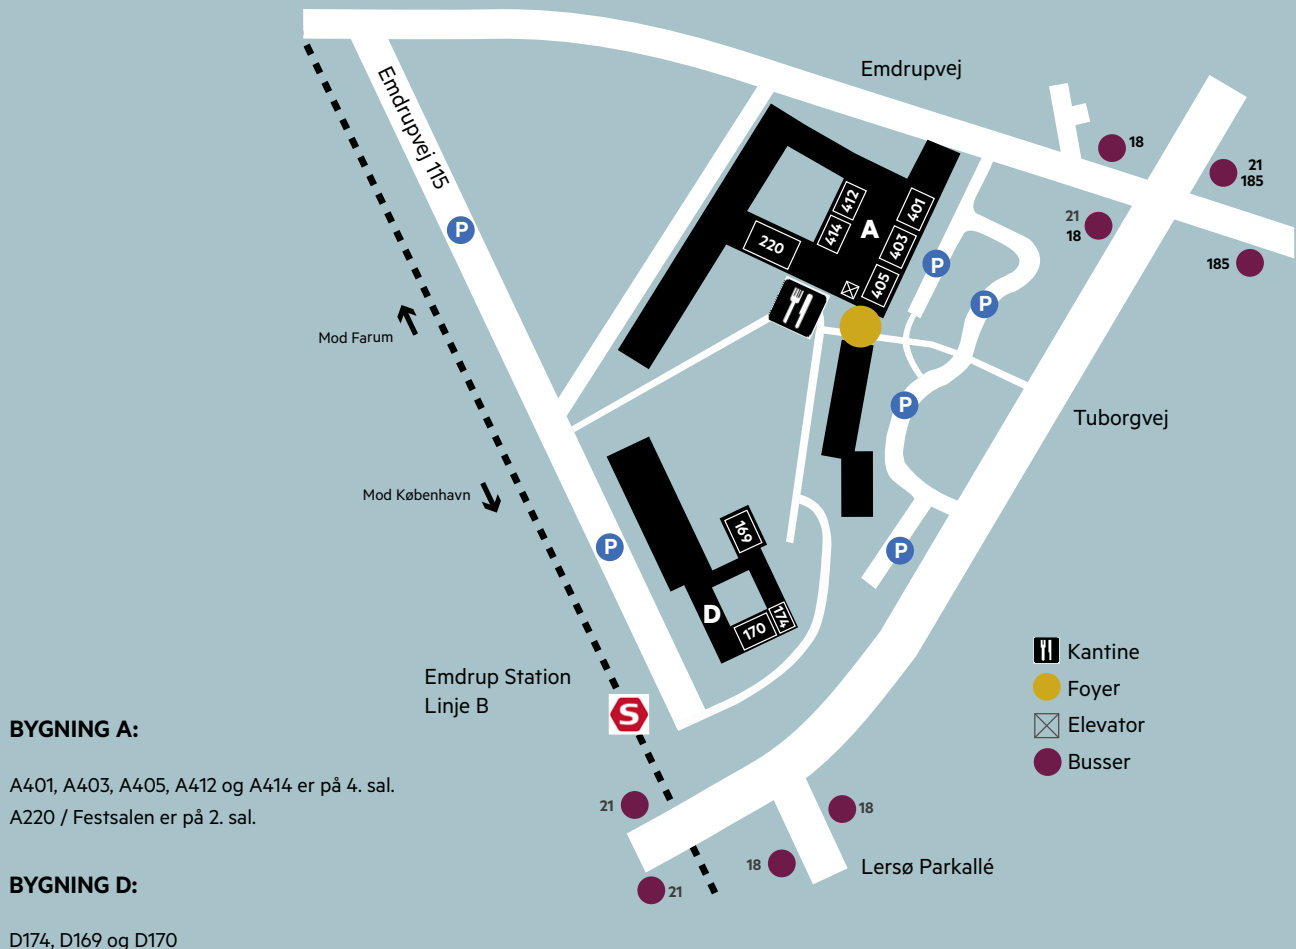 Emdrupvej
Emdrupvej 115
18
21
185
21
18
185
412
401
414
A
403
220
405
P
P
P
P
P
P
Mod Farum
Tuborgvej
Mod København
169
D
170
174
Emdrup Station
Linje B
S
Kantine
Foyer
Elevator
Busser
BYGNING A:
A401, A403, A405, A412 og A414 er på 4. sal.
A220 / Festsalen er på 2. sal.
21
18
18
Lersø Parkallé
21
BYGNING D:
D174, D169 og D170